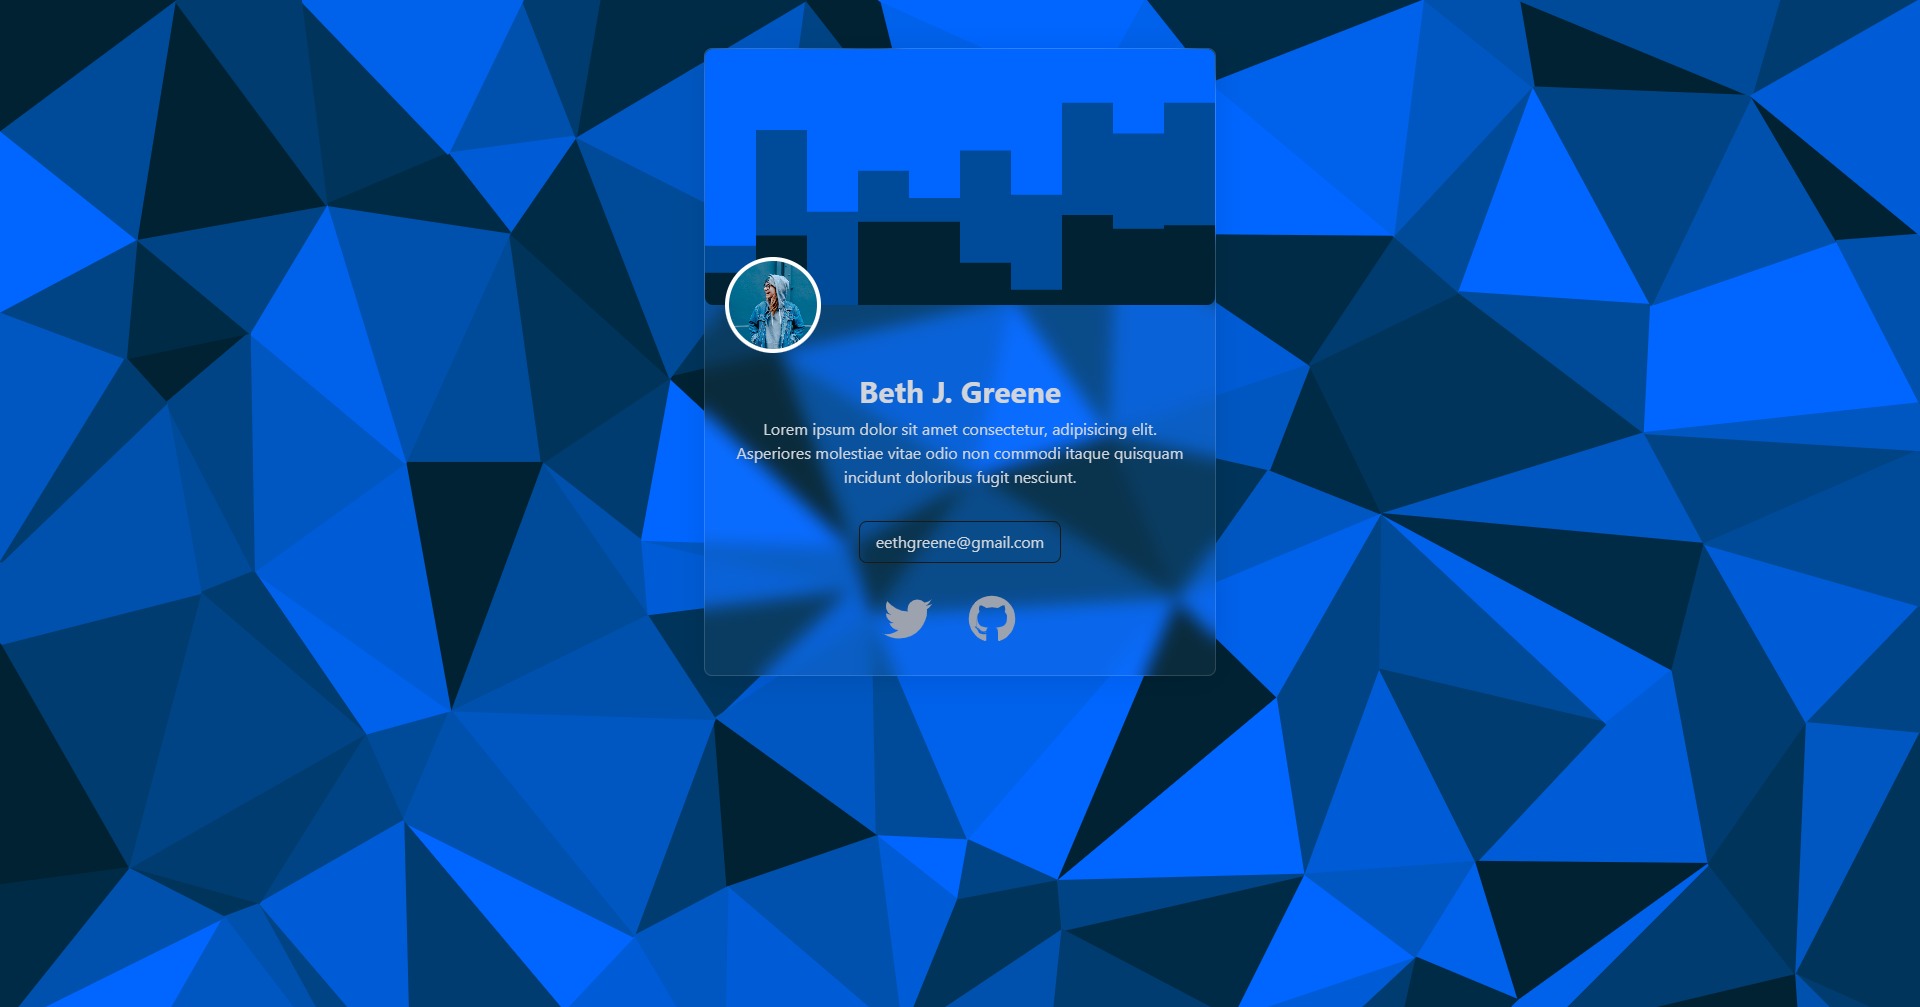 Beth J. Greene
Lorem ipsum dolor sit amet consectetur, adipisicing elit.
Asperiores molestiae vitae odio non commodi itaque quisquam
incidunt doloribus fugit nesciunt.
eethgreene@gmail.com